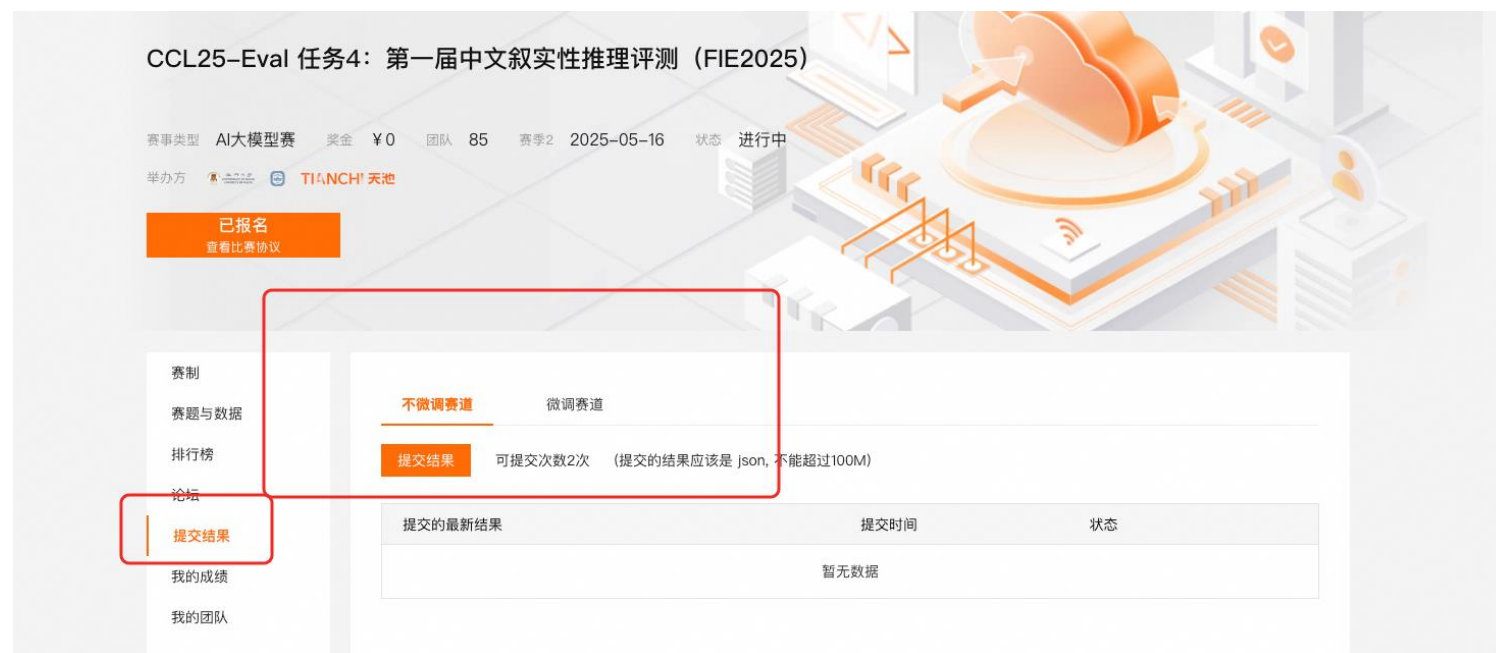 CCL25-Eval 任务4：第一届中文叙实性推理评测（FIE2025）
赛事类型 AI大模型赛 奖金 ￥0 团队 85 赛季2 2025-05-16 状态 进行中
举办方 TIANCHI 天池
已报名
查看比赛协议
赛制
赛题与数据
排行榜
论坛
提交结果
我的成绩
我的团队
不微调赛道 微调赛道
提交结果 可提交次数2次 (提交的结果应该是 json, 不能超过100M)
提交的最新结果 提交时间 状态
暂无数据